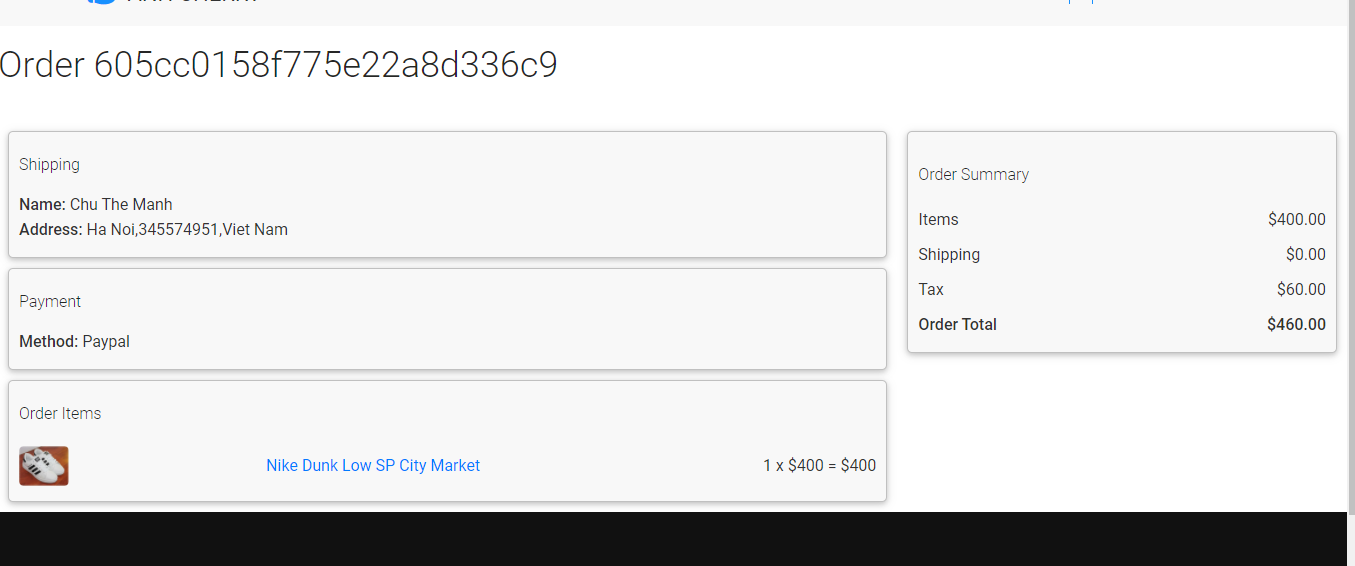 Order 605cc0158f775e22a8d336c9
Shipping
Name: Chu The Manh
Address: Ha Noi,345574951,Viet Nam
Payment
Method: Paypal
Order Items
Nike Dunk Low SP City Market 1 x $400 = $400
Order Summary
Items $400.00
Shipping $0.00
Tax $60.00
Order Total $460.00